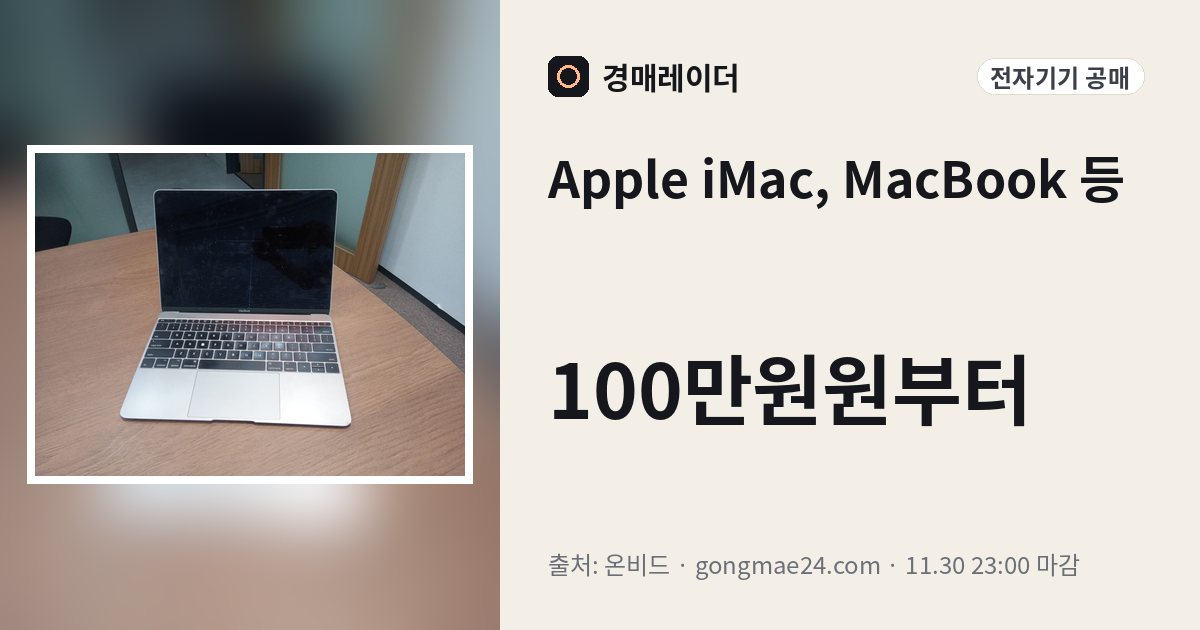 경매레이더
전자기기 공매
Apple iMac, MacBook 등
100만원원부터
출처: 온비드 · gongmae24.com · 11.30 23:00 마감